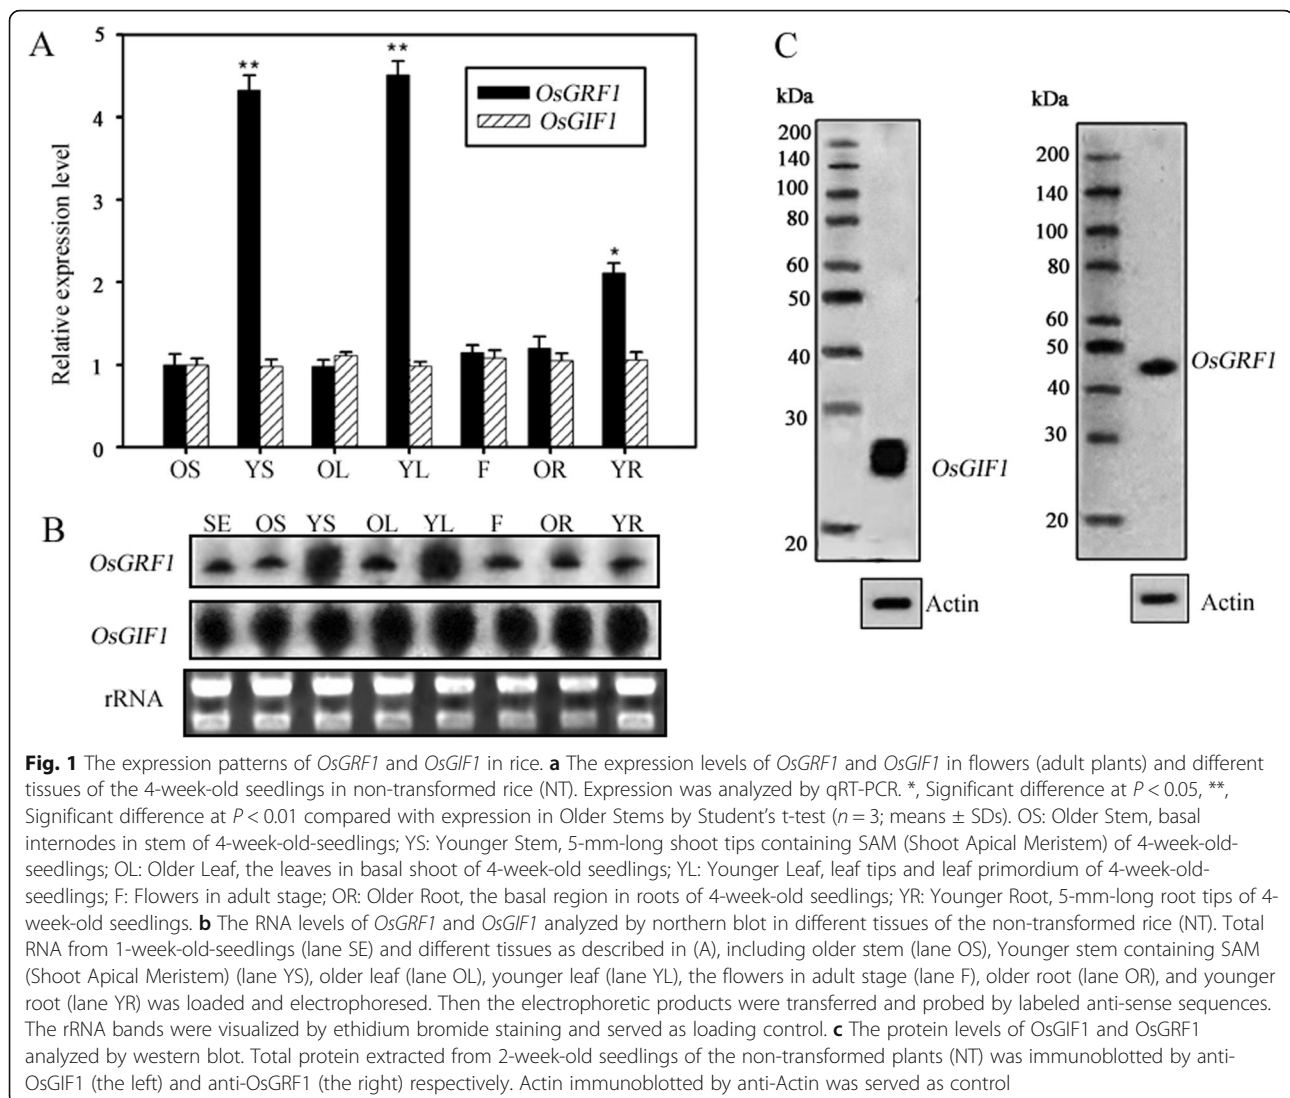 A
5
4
3
2
1
0
Relative expression level
**
**
*
OsGRF1
OsGIF1
OS YS OL YL F OR YR
B
SE OS YS OL YL F OR YR
OsGRF1
OsGIF1
rRNA
C
kDa
200
140
100
80
60
50
40
30
20
OsGIF1
Actin
kDa
200
140
100
80
60
50
40
30
20
OsGRF1
Actin
Fig. 1 The expression patterns of OsGRF1 and OsGIF1 in rice. a The expression levels of OsGRF1 and OsGIF1 in flowers (adult plants) and different
tissues of the 4-week-old seedlings in non-transformed rice (NT). Expression was analyzed by qRT-PCR. *, Significant difference at P < 0.05, **,
Significant difference at P < 0.01 compared with expression in Older Stems by Student's t-test (n = 3; means ± SDs). OS: Older Stem, basal
internodes in stem of 4-week-old-seedlings; YS: Younger Stem, 5-mm-long shoot tips containing SAM (Shoot Apical Meristem) of 4-week-old-
seedlings; OL: Older Leaf, the leaves in basal shoot of 4-week-old seedlings; YL: Younger Leaf, leaf tips and leaf primordium of 4-week-old-
seedlings; F: Flowers in adult stage; OR: Older Root, the basal region in roots of 4-week-old seedlings; YR: Younger Root, 5-mm-long root tips of 4-
week-old seedlings. b The RNA levels of OsGRF1 and OsGIF1 analyzed by northern blot in different tissues of the non-transformed rice (NT). Total
RNA from 1-week-old-seedlings (lane SE) and different tissues as described in (A), including older stem (lane OS), Younger stem containing SAM
(Shoot Apical Meristem) (lane YS), older leaf (lane OL), younger leaf (lane YL), the flowers in adult stage (lane F), older root (lane OR), and younger
root (lane YR) was loaded and electrophoresed. Then the electrophoretic products were transferred and probed by labeled anti-sense sequences.
The rRNA bands were visualized by ethidium bromide staining and served as loading control. c The protein levels of OsGIF1 and OsGRF1
analyzed by western blot. Total protein extracted from 2-week-old seedlings of the non-transformed plants (NT) was immunoblotted by anti-
OsGIF1 (the left) and anti-OsGRF1 (the right) respectively. Actin immunoblotted by anti-Actin was served as control